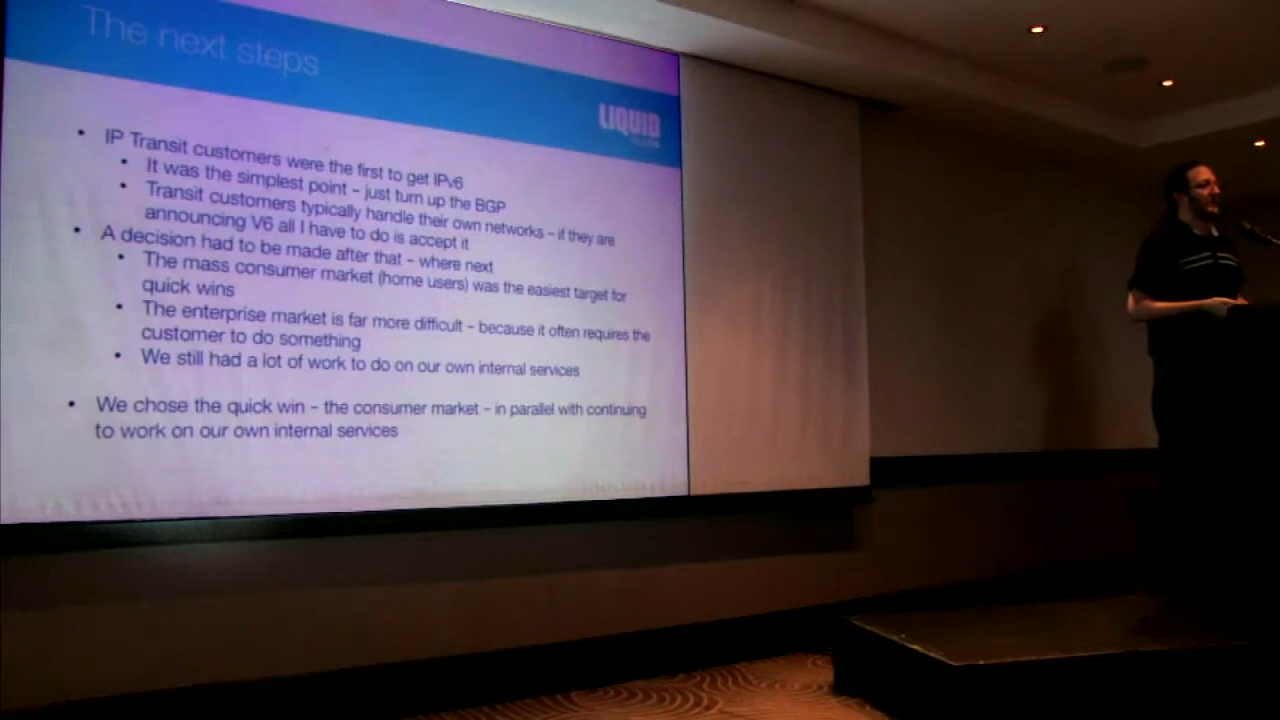 The next steps
LIQUID
• IP Transit customers were the first to get IPv6
• It was the simplest point – just turn up the BGP
• Transit customers typically handle their own networks – if they are
announcing V6 all I have to do is accept it
• A decision had to be made after that – where next
• The mass consumer market (home users) was the easiest target for
quick wins
• The enterprise market is far more difficult – because it often requires the
customer to do something
• We still had a lot of work to do on our own internal services
• We chose the quick win – the consumer market – in parallel with continuing
to work on our own internal services